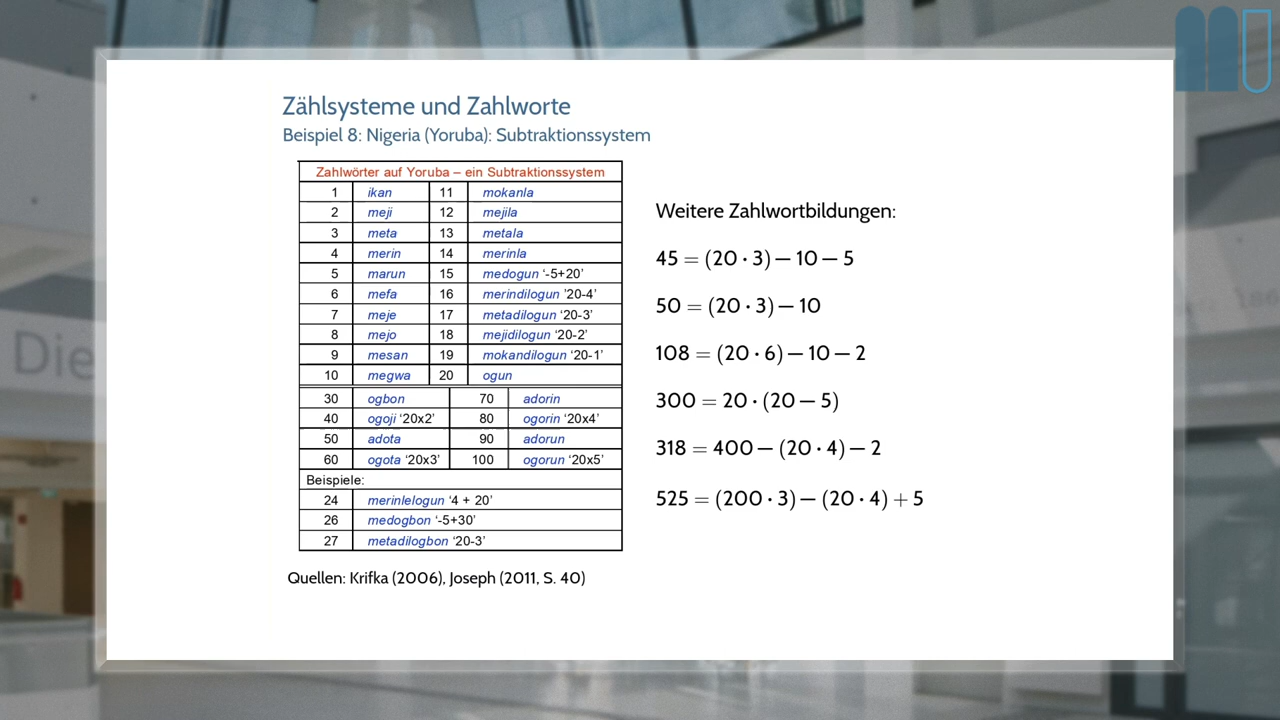 Zählsysteme und Zahlworte
Beispiel 8: Nigeria (Yoruba): Subtraktionssystem
Zahlwörter auf Yoruba – ein Subtraktionssystem
1 ikan 11 mokanla
2 meji 12 mejila
3 meta 13 metala
4 merin 14 merinla
5 marun 15 medogun ‘-5+20’
6 mefa 16 merindilogun ’20-4’
7 meje 17 metadilogun ‘20-3’
8 mejo 18 mejidilogun ‘20-2’
9 mesan 19 mokandilogun ‘20-1’
10 megwa 20 ogun
30 ogbon 70 adorin
40 ogoji ‘20x2’ 80 ogorin ‘20x4’
50 adota 90 adorun
60 ogota ‘20x3’ 100 ogorun ‘20x5’
Beispiele:
24 merinlelogun ‘4 + 20’
26 medogbon ‘-5+30’
27 metadilogbon ‘20-3’
Quellen: Krifka (2006), Joseph (2011, S. 40)
Weitere Zahlwortbildungen:
45 = (20 · 3) – 10 – 5
50 = (20 · 3) – 10
108 = (20 · 6) – 10 – 2
300 = 20 · (20 – 5)
318 = 400 – (20 · 4) – 2
525 = (200 · 3) – (20 · 4) + 5
Die